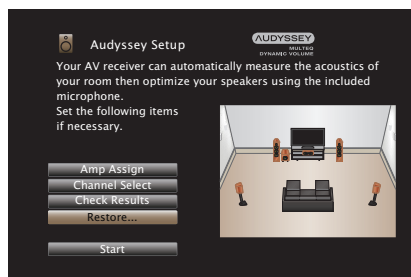 Audyssey Setup
AUDYSSEY
MULTEQ
DYNAMIC VOLUME
Your AV receiver can automatically measure the acoustics of
your room then optimize your speakers using the included
microphone.
Set the following items
if necessary.
Amp Assign
Channel Select
Check Results
Restore...
Start